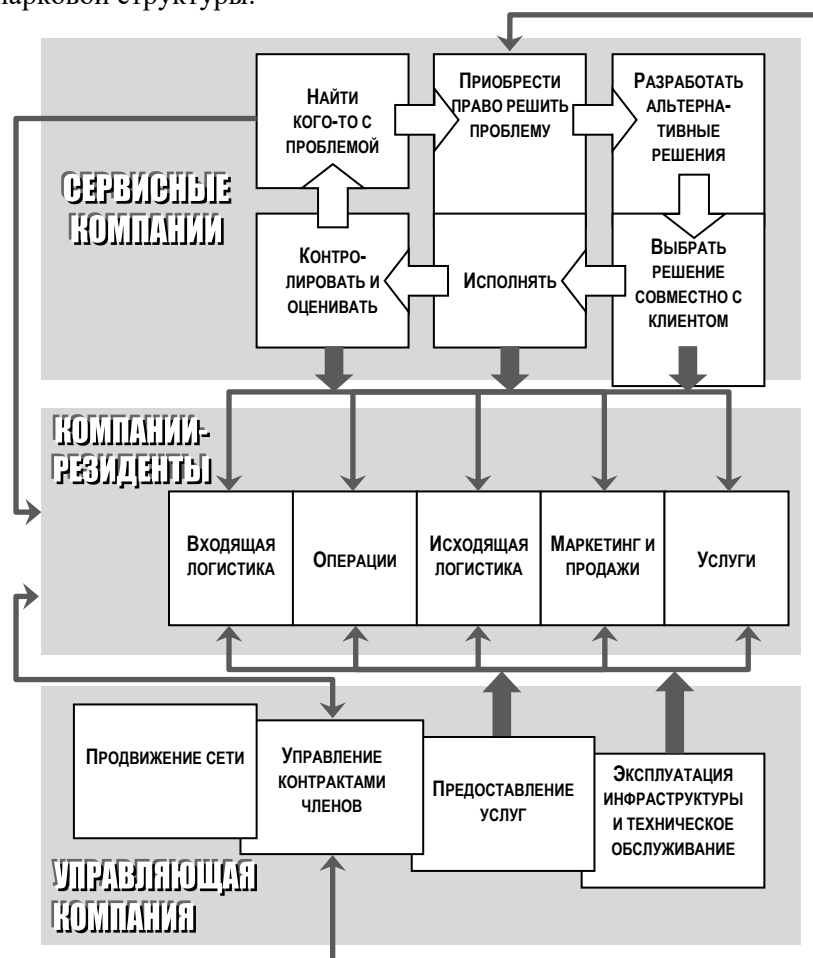 парковой структуры.
Найти
кого-то с
проблемой
Приобрести
право решить
проблему
Разработать
альтерна-
тивные
решения
СЕРВИСНЫЕ
КОМПАНИИ
Контро-
лировать и
оценивать
Исполнять
Выбрать
решение
совместно с
клиентом
КОМПАНИИ-
РЕЗИДЕНТЫ
Входящая
логистика
Операции
Исходящая
логистика
Маркетинг и
продажи
Услуги
Продвижение сети
Управление
контрактами
членов
Предоставление
услуг
Эксплуатация
инфраструктуры
и техническое
обслуживание
УПРАВЛЯЮЩАЯ
КОМПАНИЯ